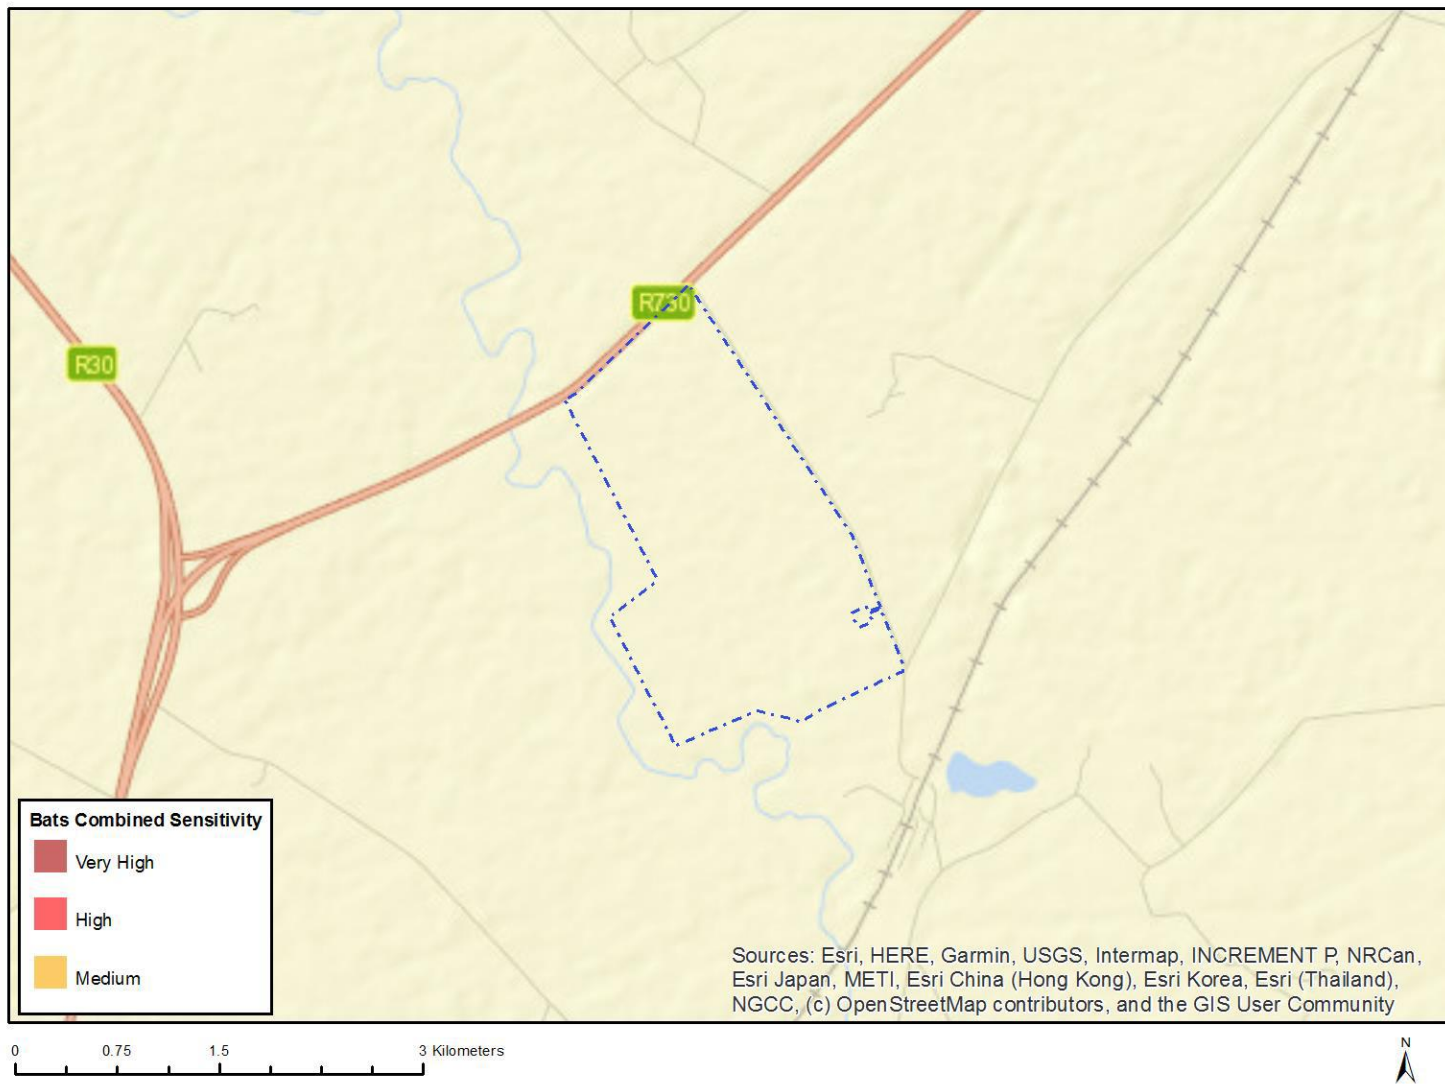 R730
R30
Bats Combined Sensitivity
Very High
High
Medium
Sources: Esri, HERE, Garmin, USGS, Intermap, INCREMENT P, NRCan,
Esri Japan, METI, Esri China (Hong Kong), Esri Korea, Esri (Thailand),
NGCC, (c) OpenStreetMap contributors, and the GIS User Community
0 0.75 1.5 3 Kilometers
N